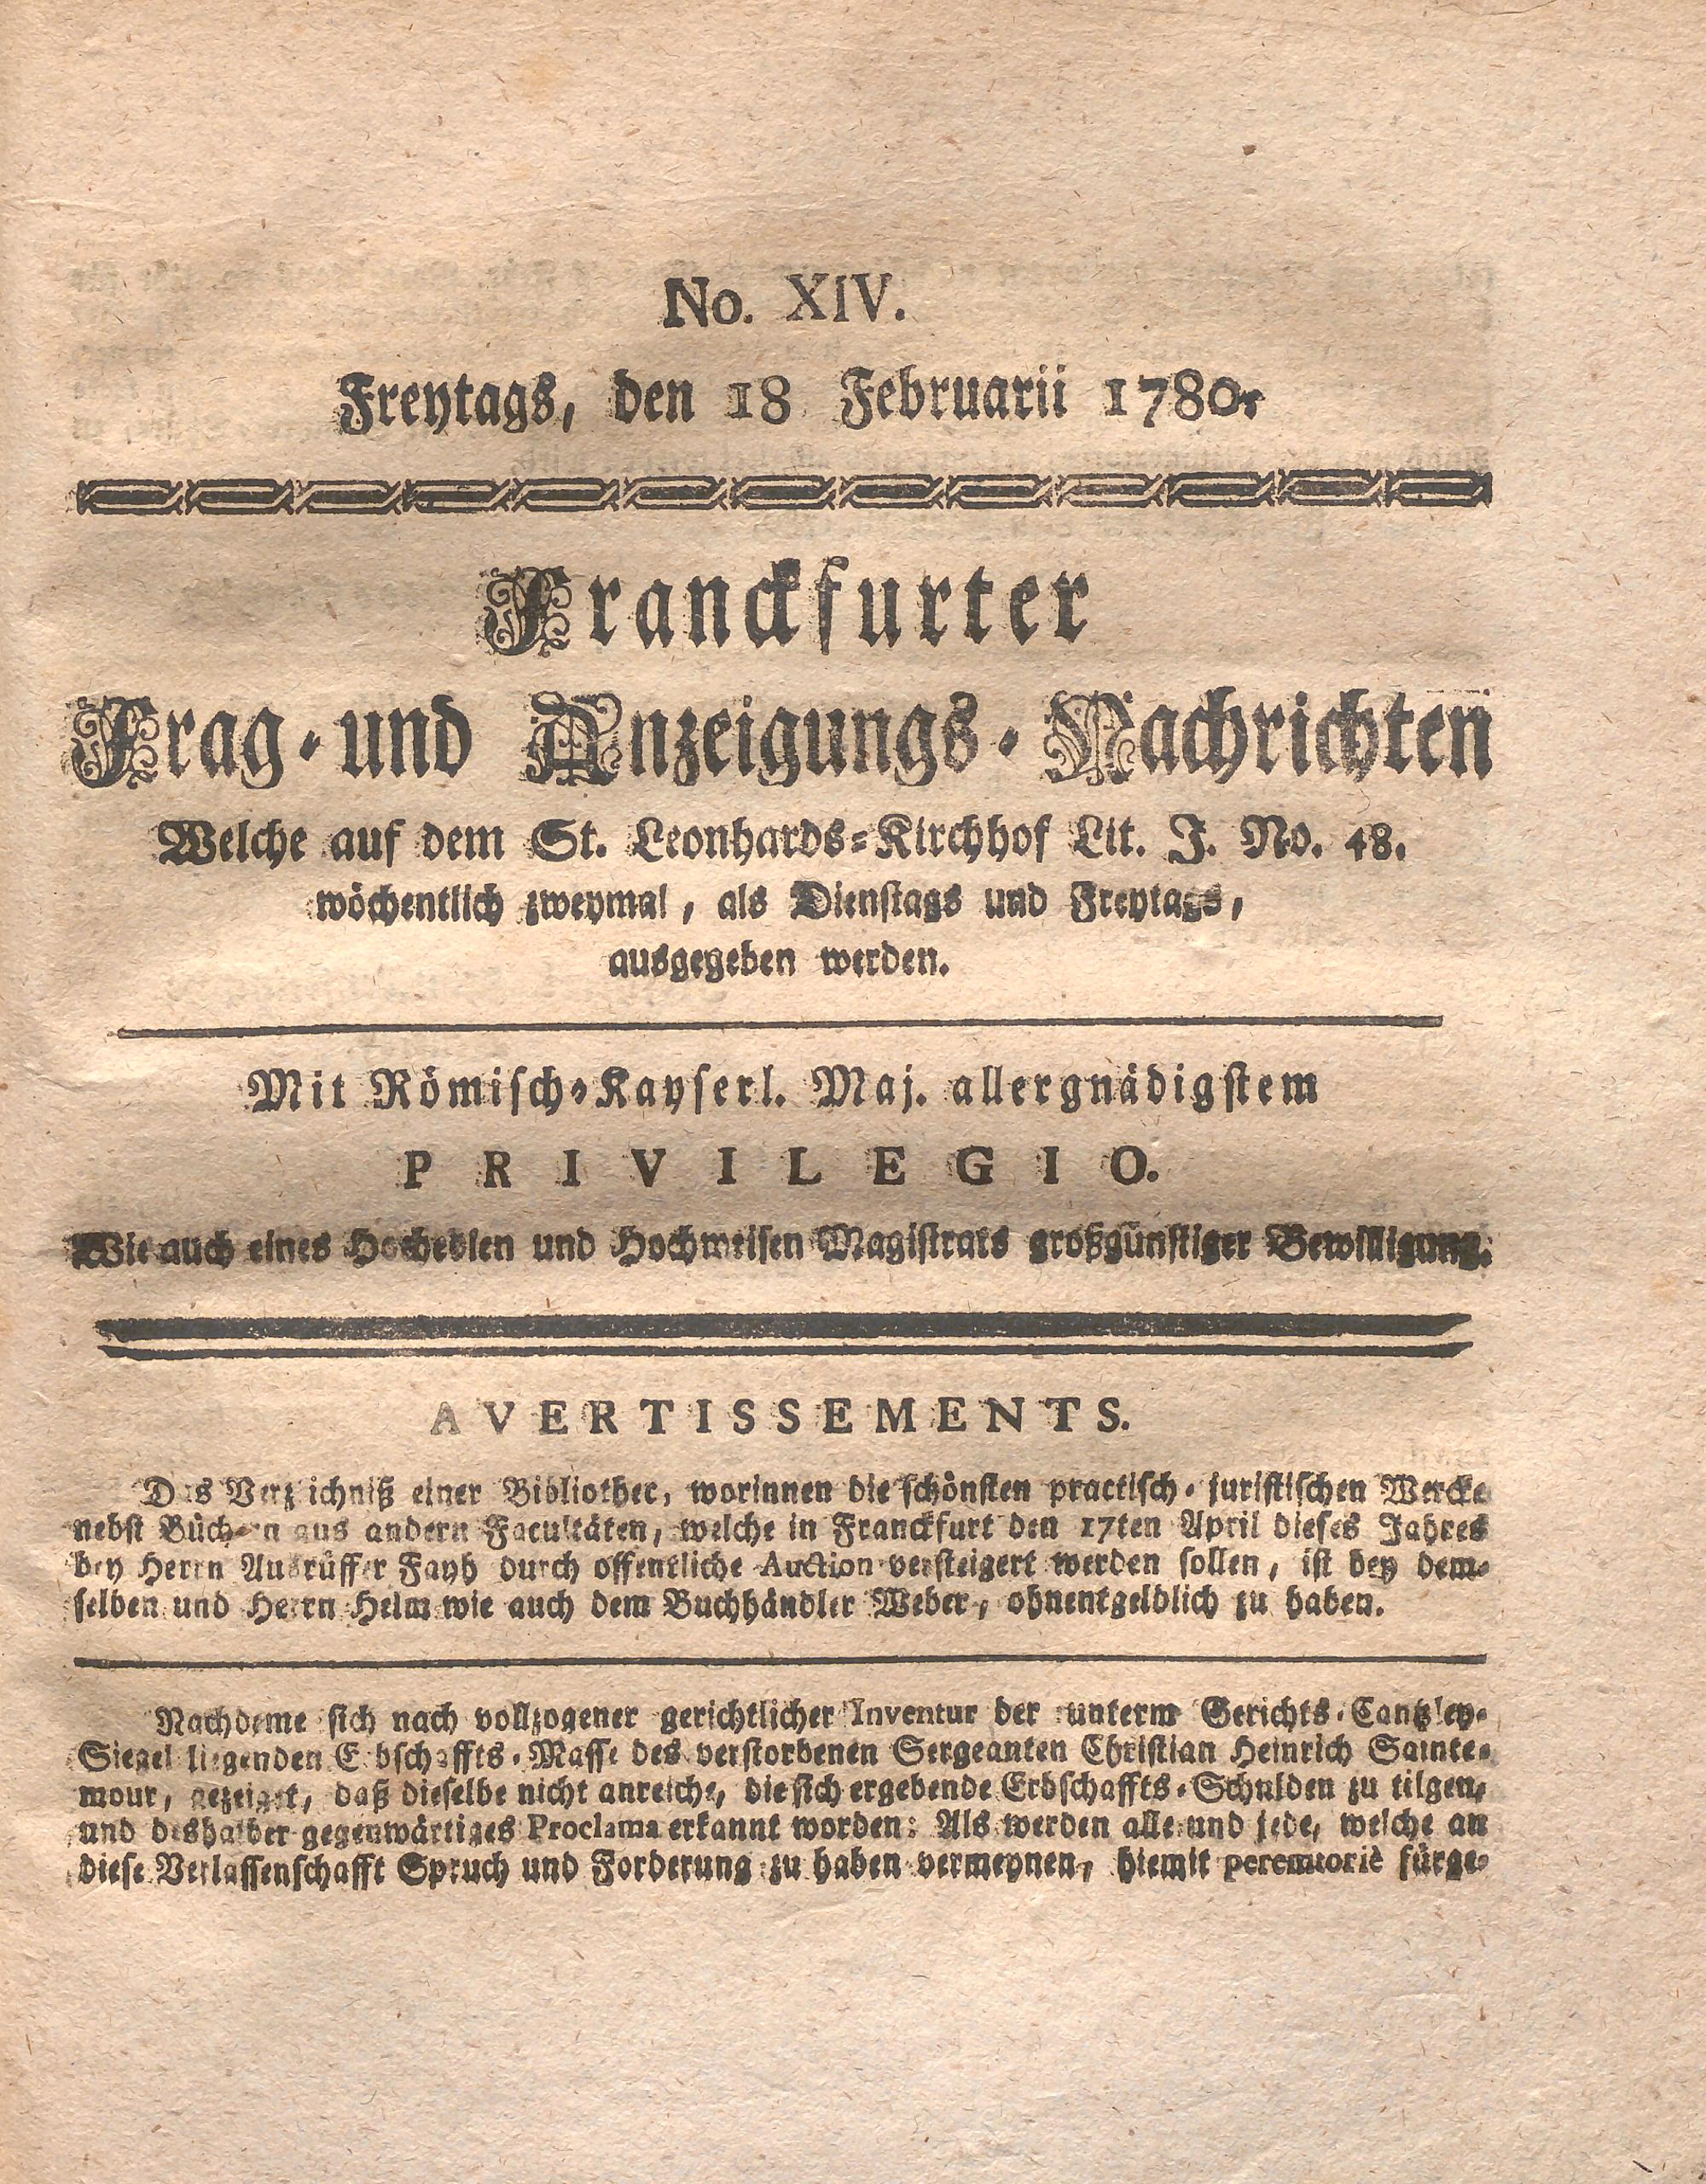 No. XIV.
Freytags, den 18 Februarii 1780.
Franckfurter
Frag- und Anzeigungs-Nachrichten
Welche auf dem St. Leonhards-Kirchhof Lit. J. No. 48.
wöchentlich zweymal, als Dienstags und Freytags,
ausgegeben werden.
Mit Römisch-Kayserl. Maj. allergnädigstem
PRIVILEGIO.
Wie auch eines Hochedlen und Hochweisen Magistrats großgünstiger Bewilligung.
AVERTISSEMENTS.
Das Verzeichniß einer Bibliothec, worinnen die schönsten practisch-juristischen Wercke
nebst Büchern aus andern Facultäten, welche in Franckfurt den 17ten April dieses Jahres
bey Herrn Ausrüffer Fayh durch offentliche Auction versteigert werden sollen, ist bey dem-
selben und Herrn Helm wie auch dem Buchhändler Weber, ohnentgeldlich zu haben.
Nachdeme sich nach vollzogener gerichtlicher Inventur der unterm Gerichts-Cantzley-
Siegel liegenden Erbschaffts-Masse des verstorbenen Sergeanten Christian Heinrich Sainte-
mour, gezeiget, daß dieselbe nicht anreiche, die sich ergebende Erbschaffts-Schulden zu tilgen,
und deshalber gegenwärtiges Proclama erkannt worden: Als werden alle und jede, welche an
diese Verlassenschafft Spruch und Forderung zu haben vermeynen, hiemit peremtoriè fürge-